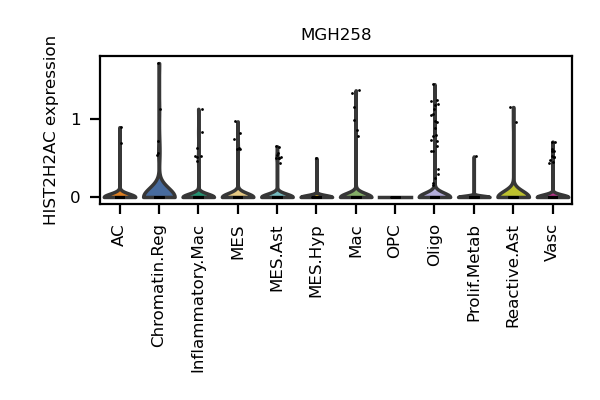 MGH258
HIST2H2AC expression
1
0
AC
Chromatin.Reg
Inflammatory.Mac
MES
MES.Ast
MES.Hyp
Mac
OPC
Oligo
Prolif.Metab
Reactive.Ast
Vasc